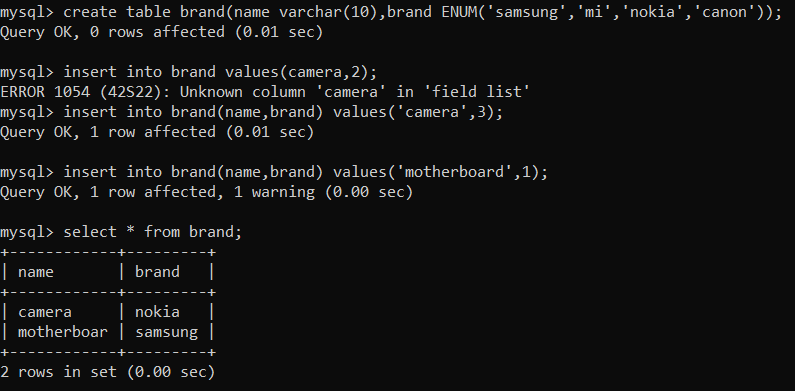 mysql> create table brand(name varchar(10),brand ENUM('samsung','mi','nokia','canon'));
Query OK, 0 rows affected (0.01 sec)
mysql> insert into brand values(camera,2);
ERROR 1054 (42S22): Unknown column 'camera' in 'field list'
mysql> insert into brand(name,brand) values('camera',3);
Query OK, 1 row affected (0.01 sec)
mysql> insert into brand(name,brand) values('motherboard',1);
Query OK, 1 row affected, 1 warning (0.00 sec)
mysql> select * from brand;
+------------+---------+
| name       | brand   |
+------------+---------+
| camera     | nokia   |
| motherboar | samsung |
+------------+---------+
2 rows in set (0.00 sec)